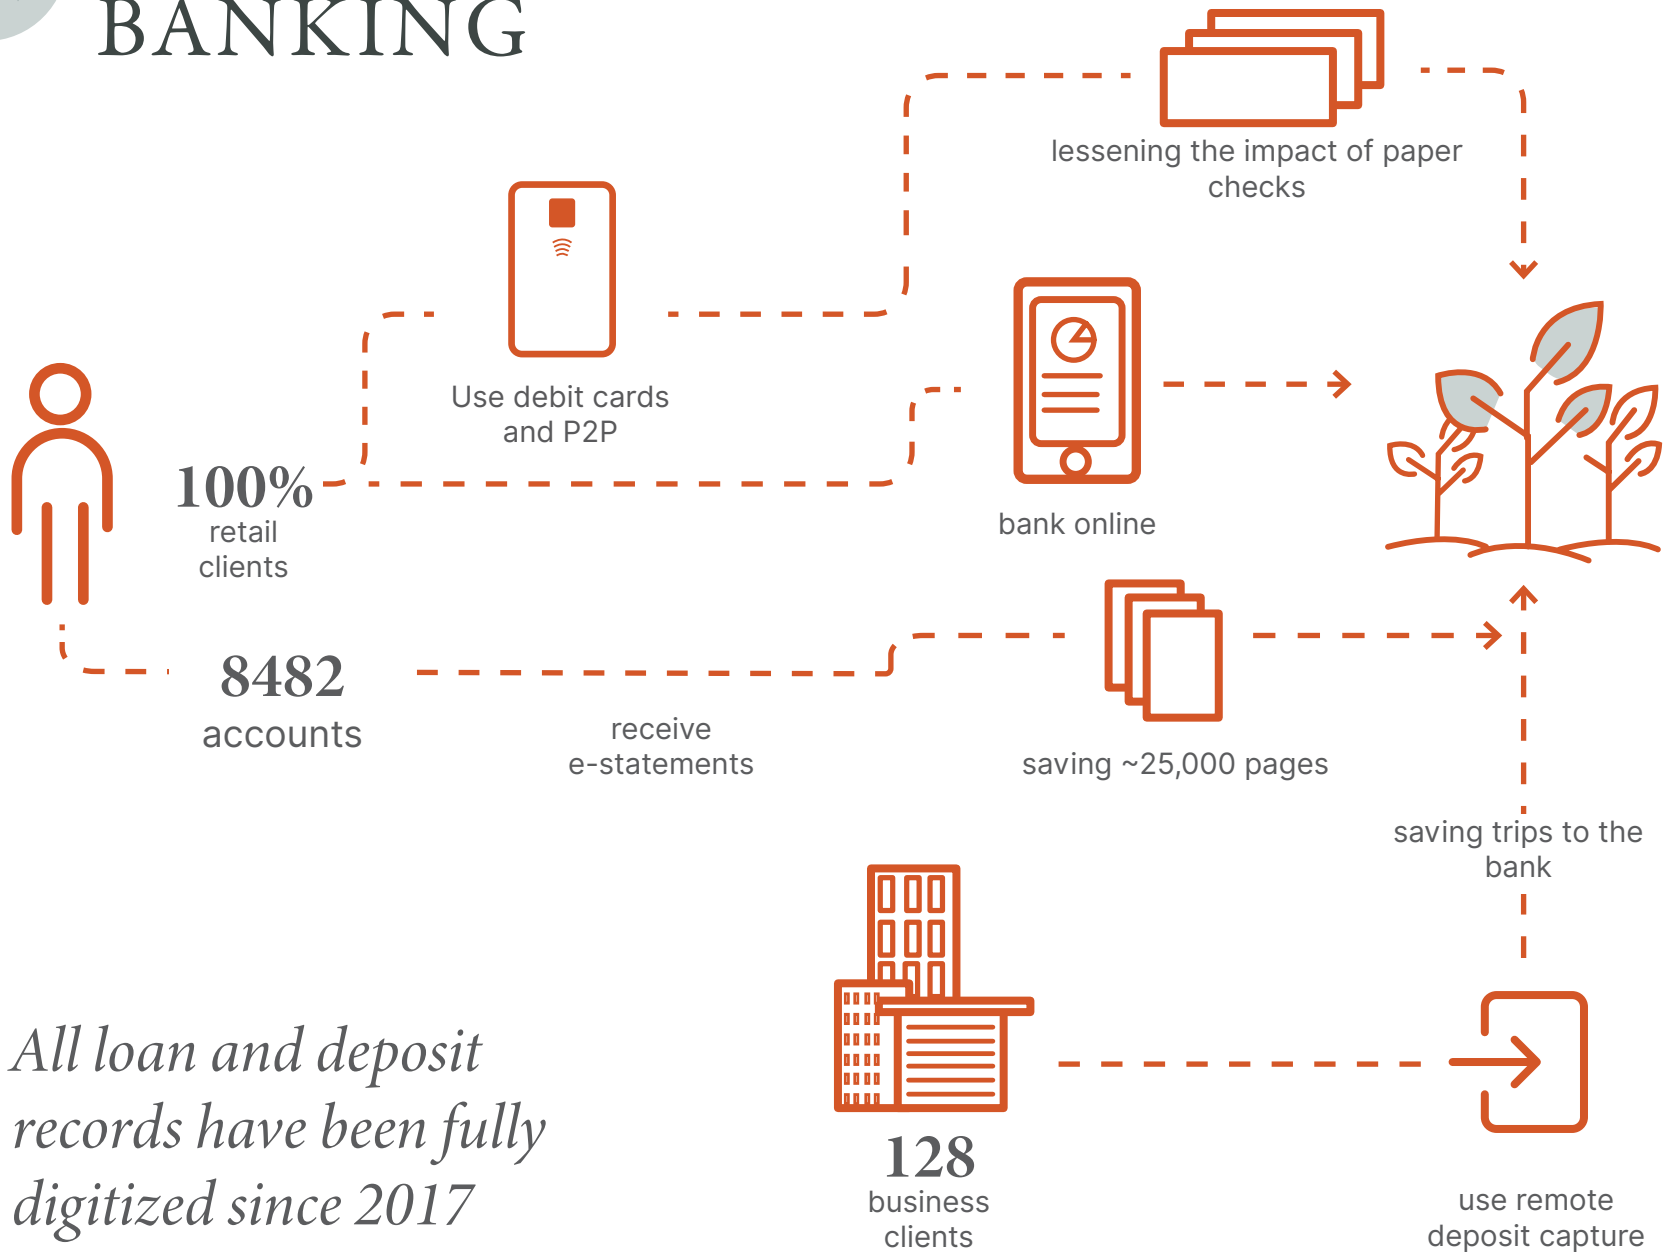 BANKING
lessening the impact of paper
checks
Use debit cards
and P2P
100%
retail
clients
bank online
8482
accounts
receive
e-statements
saving ~25,000 pages
saving trips to the
bank
All loan and deposit
records have been fully
digitized since 2017
128
business
clients
use remote
deposit capture